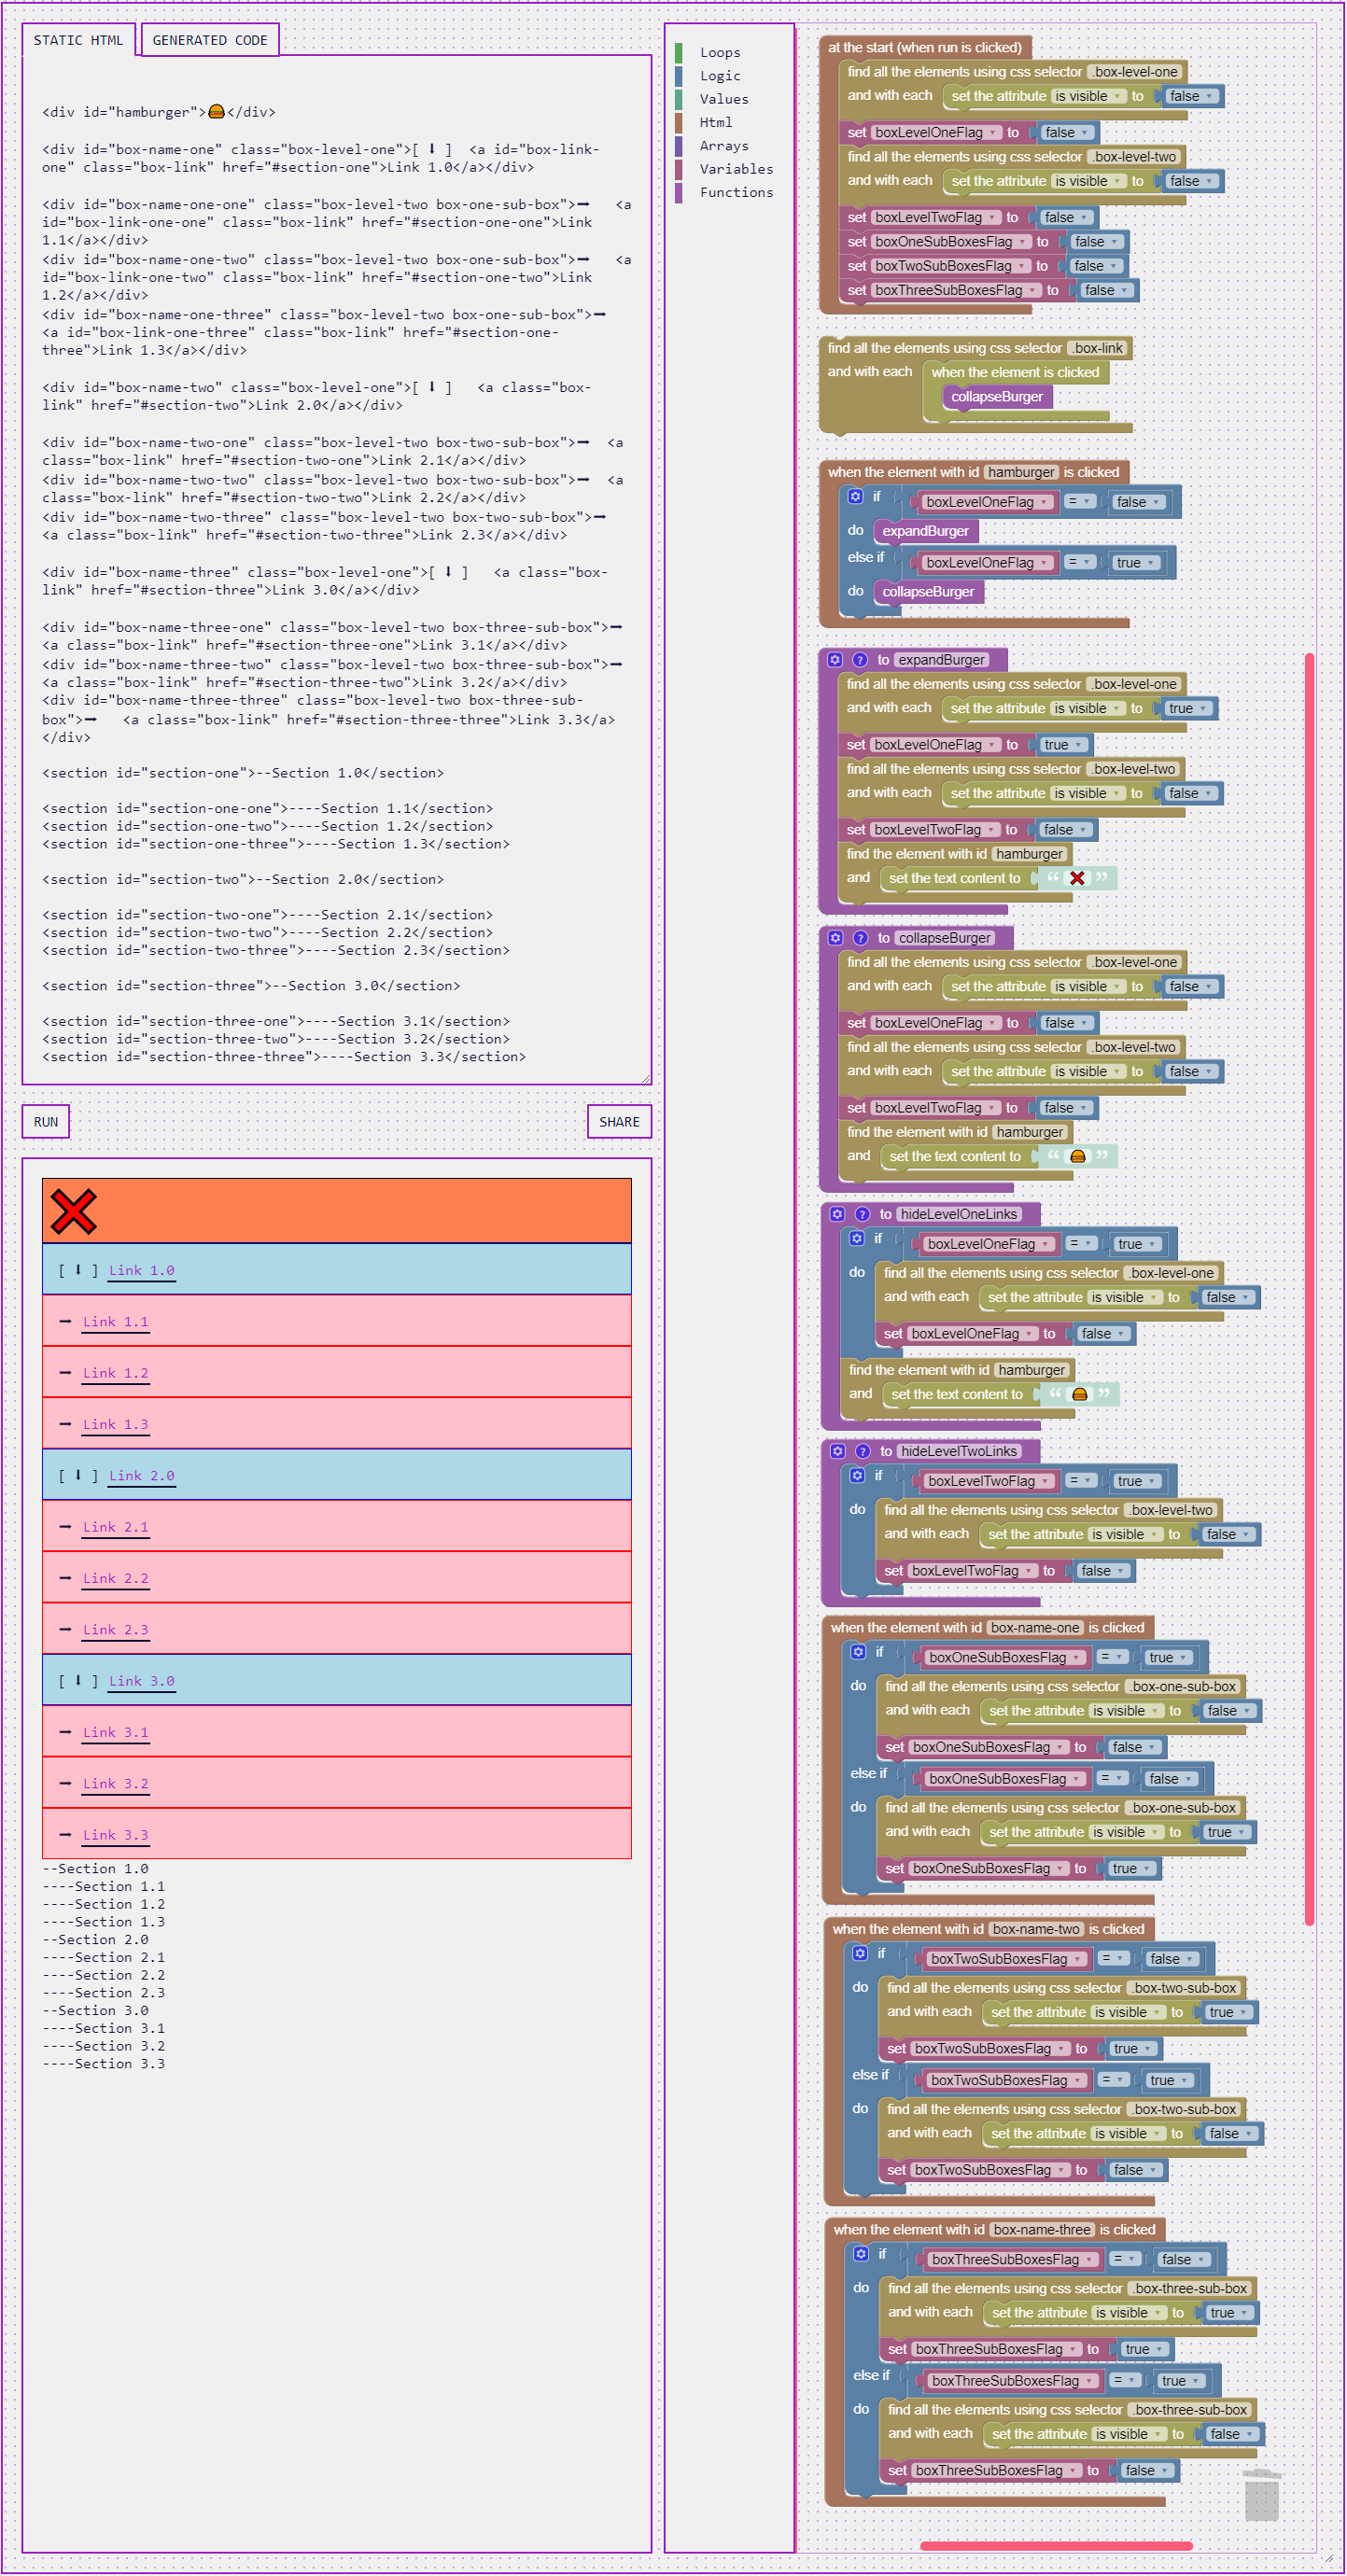 STATIC HTML
GENERATED CODE
<div id="hamburger">🍔</div>
<div id="box-name-one" class="box-level-one">[ ⬇ ]  <a id="box-link-
one" class="box-link" href="#section-one">Link 1.0</a></div>
<div id="box-name-one-one" class="box-level-two box-one-sub-box">➡   <a
id="box-link-one-one" class="box-link" href="#section-one-one">Link
1.1</a></div>
<div id="box-name-one-two" class="box-level-two box-one-sub-box">➡   <a
id="box-link-one-two" class="box-link" href="#section-one-two">Link
1.2</a></div>
<div id="box-name-one-three" class="box-level-two box-one-sub-box">➡
<a id="box-link-one-three" class="box-link" href="#section-one-
three">Link 1.3</a></div>
<div id="box-name-two" class="box-level-one">[ ⬇ ]   <a class="box-
link" href="#section-two">Link 2.0</a></div>
<div id="box-name-two-one" class="box-level-two box-two-sub-box">➡  <a
class="box-link" href="#section-two-one">Link 2.1</a></div>
<div id="box-name-two-two" class="box-level-two box-two-sub-box">➡  <a
class="box-link" href="#section-two-two">Link 2.2</a></div>
<div id="box-name-two-three" class="box-level-two box-two-sub-box">➡
<a class="box-link" href="#section-two-three">Link 2.3</a></div>
<div id="box-name-three" class="box-level-one">[ ⬇ ]   <a class="box-
link" href="#section-three">Link 3.0</a></div>
<div id="box-name-three-one" class="box-level-two box-three-sub-box">➡
<a class="box-link" href="#section-three-one">Link 3.1</a></div>
<div id="box-name-three-two" class="box-level-two box-three-sub-box">➡
<a class="box-link" href="#section-three-two">Link 3.2</a></div>
<div id="box-name-three-three" class="box-level-two box-three-sub-
box">➡   <a class="box-link" href="#section-three-three">Link 3.3</a>
</div>
<section id="section-one">--Section 1.0</section>
<section id="section-one-one">----Section 1.1</section>
<section id="section-one-two">----Section 1.2</section>
<section id="section-one-three">----Section 1.3</section>
<section id="section-two">--Section 2.0</section>
<section id="section-two-one">----Section 2.1</section>
<section id="section-two-two">----Section 2.2</section>
<section id="section-two-three">----Section 2.3</section>
<section id="section-three">--Section 3.0</section>
<section id="section-three-one">----Section 3.1</section>
<section id="section-three-two">----Section 3.2</section>
<section id="section-three-three">----Section 3.3</section>
RUN
SHARE
❌
[ ⬇ ] Link 1.0
➡ Link 1.1
➡ Link 1.2
➡ Link 1.3
[ ⬇ ] Link 2.0
➡ Link 2.1
➡ Link 2.2
➡ Link 2.3
[ ⬇ ] Link 3.0
➡ Link 3.1
➡ Link 3.2
➡ Link 3.3
--Section 1.0
----Section 1.1
----Section 1.2
----Section 1.3
--Section 2.0
----Section 2.1
----Section 2.2
----Section 2.3
--Section 3.0
----Section 3.1
----Section 3.2
----Section 3.3
Loops
Logic
Values
Html
Arrays
Variables
Functions
at the start (when run is clicked)
find all the elements using css selector .box-level-one
and with each set the attribute is visible to false
set boxLevelOneFlag to false
find all the elements using css selector .box-level-two
and with each set the attribute is visible to false
set boxLevelTwoFlag to false
set boxOneSubBoxesFlag to false
set boxTwoSubBoxesFlag to false
set boxThreeSubBoxesFlag to false
find all the elements using css selector .box-link
and with each when the element is clicked
collapseBurger
when the element with id hamburger is clicked
if boxLevelOneFlag = false
do expandBurger
else if boxLevelOneFlag = true
do collapseBurger
? to expandBurger
find all the elements using css selector .box-level-one
and with each set the attribute is visible to true
set boxLevelOneFlag to true
find all the elements using css selector .box-level-two
and with each set the attribute is visible to false
set boxLevelTwoFlag to false
find the element with id hamburger
and set the text content to “ ❌ ”
? to collapseBurger
find all the elements using css selector .box-level-one
and with each set the attribute is visible to false
set boxLevelOneFlag to false
find all the elements using css selector .box-level-two
and with each set the attribute is visible to false
set boxLevelTwoFlag to false
find the element with id hamburger
and set the text content to “ 🍔 ”
? to hideLevelOneLinks
if boxLevelOneFlag = true
do find all the elements using css selector .box-level-one
and with each set the attribute is visible to false
set boxLevelOneFlag to false
find the element with id hamburger
and set the text content to “ 🍔 ”
? to hideLevelTwoLinks
if boxLevelTwoFlag = true
do find all the elements using css selector .box-level-two
and with each set the attribute is visible to false
set boxLevelTwoFlag to false
when the element with id box-name-one is clicked
if boxOneSubBoxesFlag = true
do find all the elements using css selector .box-one-sub-box
and with each set the attribute is visible to false
set boxOneSubBoxesFlag to false
else if boxOneSubBoxesFlag = false
do find all the elements using css selector .box-one-sub-box
and with each set the attribute is visible to true
set boxOneSubBoxesFlag to true
when the element with id box-name-two is clicked
if boxTwoSubBoxesFlag = false
do find all the elements using css selector .box-two-sub-box
and with each set the attribute is visible to true
set boxTwoSubBoxesFlag to true
else if boxTwoSubBoxesFlag = true
do find all the elements using css selector .box-two-sub-box
and with each set the attribute is visible to false
set boxTwoSubBoxesFlag to false
when the element with id box-name-three is clicked
if boxThreeSubBoxesFlag = false
do find all the elements using css selector .box-three-sub-box
and with each set the attribute is visible to true
set boxThreeSubBoxesFlag to true
else if boxThreeSubBoxesFlag = true
do find all the elements using css selector .box-three-sub-box
and with each set the attribute is visible to false
set boxThreeSubBoxesFlag to false